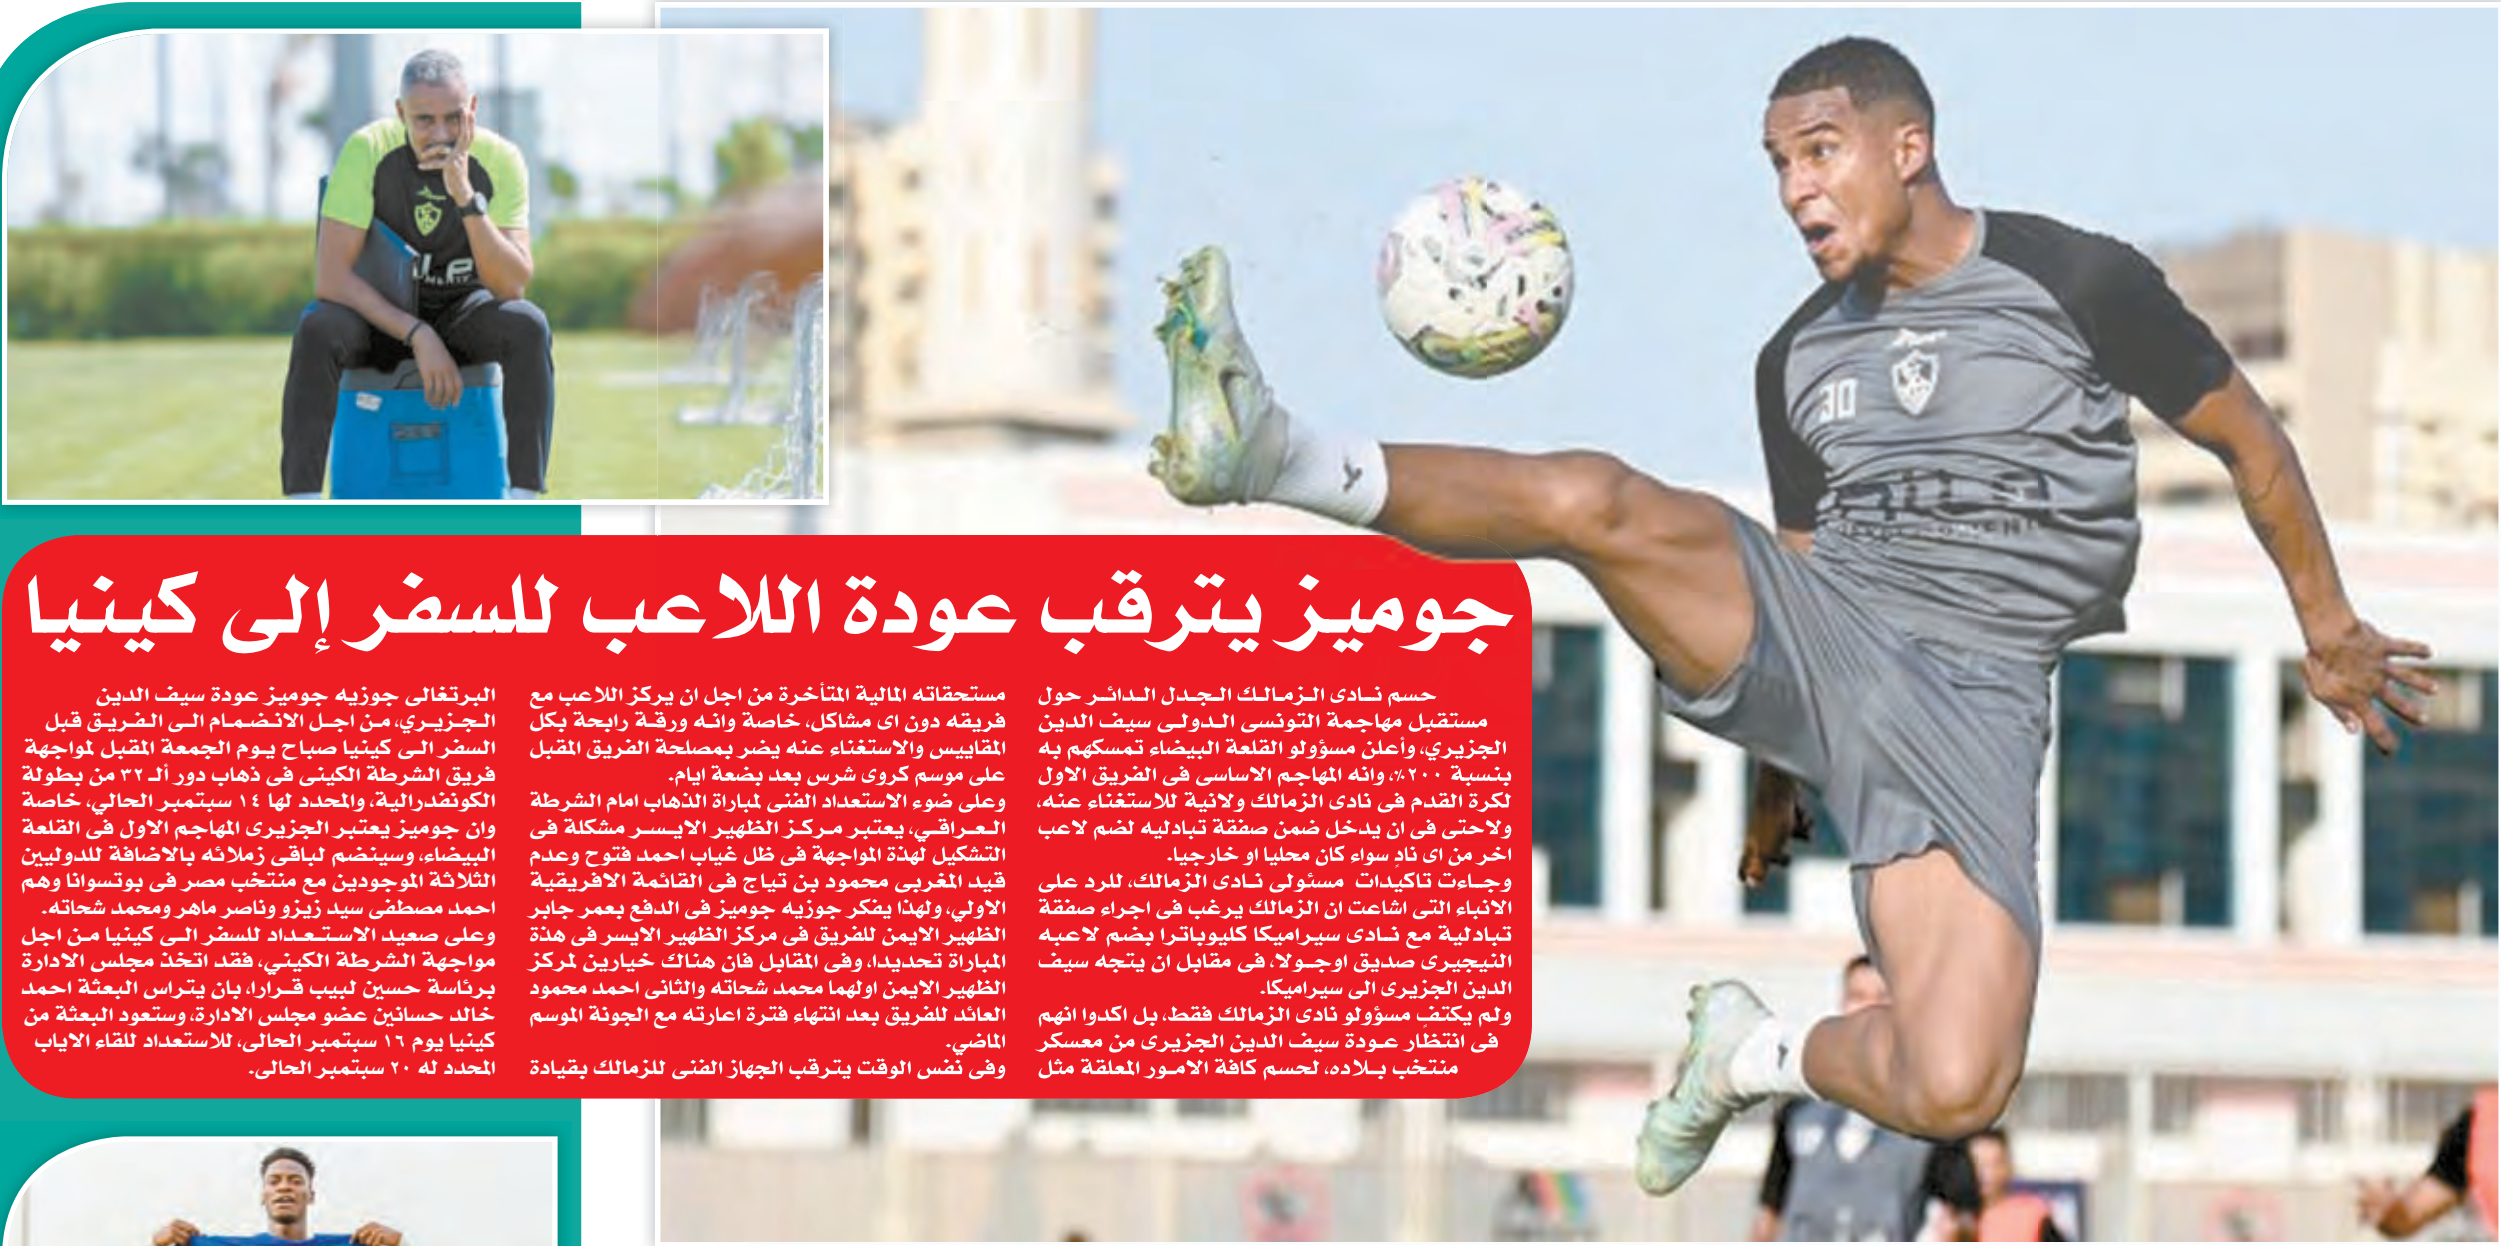 جوميز يترقب عودة اللاعب للسفر إلى كينيا
حسم نادى الزمالك الجدل الدائر حول
مستقبل مهاجمة التونسى الدولى سيف الدين
الجزيري، وأعلن مسؤولو القلعة البيضاء تمسكهم به
بنسبة ٢٠٠٪، وانه المهاجم الاساسى فى الفريق الاول
لكرة القدم فى نادى الزمالك ولانية للاستغناء عنه،
ولاحتى فى ان يدخل ضمن صفقة تبادليه لضم لاعب
اخر من اى نادٍ سواء كان محليا او خارجيا.
وجاءت تاكيدات مسئولى نادى الزمالك، للرد على
الانباء التى اشاعت ان الزمالك يرغب فى اجراء صفقة
تبادلية مع نادى سيراميكا كليوباترا بضم لاعبه
النيجيرى صديق اوجولا، فى مقابل ان يتجه سيف
الدين الجزيرى الى سيراميكا.
ولم يكتفِ مسؤولو نادى الزمالك فقط، بل اكدوا انهم
فى انتظار عودة سيف الدين الجزيرى من معسكر
منتخب بلاده، لحسم كافة الامور المعلقة مثل
مستحقاته المالية المتأخرة من اجل ان يركز اللاعب مع
فريقه دون اى مشاكل، خاصة وانه ورقة رابحة بكل
المقاييس والاستغناء عنه يضر بمصلحة الفريق المقبل
على موسم كروى شرس بعد بضعة ايام.
وعلى ضوء الاستعداد الفنى لمباراة الذهاب امام الشرطة
العراقي، يعتبر مركز الظهير الايسر مشكلة فى
التشكيل لهذة المواجهة فى ظل غياب احمد فتوح وعدم
قيد المغربى محمود بن تياج فى القائمة الافريقية
الاولي، ولهذا يفكر جوزيه جوميز فى الدفع بعمر جابر
الظهير الايمن للفريق فى مركز الظهير الايسر فى هذة
المباراة تحديدا، وفى المقابل فان هناك خيارين لمركز
الظهير الايمن اولهما محمد شحاته والثانى احمد محمود
العائد للفريق بعد انتهاء فترة اعارته مع الجونة الموسم
الماضي.
وفى نفس الوقت يترقب الجهاز الفنى للزمالك بقيادة
البرتغالى جوزيه جوميز عودة سيف الدين
الجزيري، من اجل الانضمام الى الفريق قبل
السفر الى كينيا صباح يوم الجمعة المقبل لمواجهة
فريق الشرطة الكينى فى ذهاب دور ألـ ٣٢ من بطولة
الكونفدرالية، والمحدد لها ١٤ سبتمبر الحالي، خاصة
وان جوميز يعتبر الجزيرى المهاجم الاول فى القلعة
البيضاء، وسينضم لباقى زملائه بالاضافة للدوليين
الثلاثة الموجودين مع منتخب مصر فى بوتسوانا وهم
احمد مصطفى سيد زيزو وناصر ماهر ومحمد شحاته.
وعلى صعيد الاستعداد للسفر الى كينيا من اجل
مواجهة الشرطة الكيني، فقد اتخذ مجلس الادارة
برئاسة حسين لبيب قرارا، بان يتراس البعثة احمد
خالد حسانين عضو مجلس الادارة، وستعود البعثة من
كينيا يوم ١٦ سبتمبر الحالى، للاستعداد للقاء الاياب
المحدد له ٢٠ سبتمبر الحالى.
30